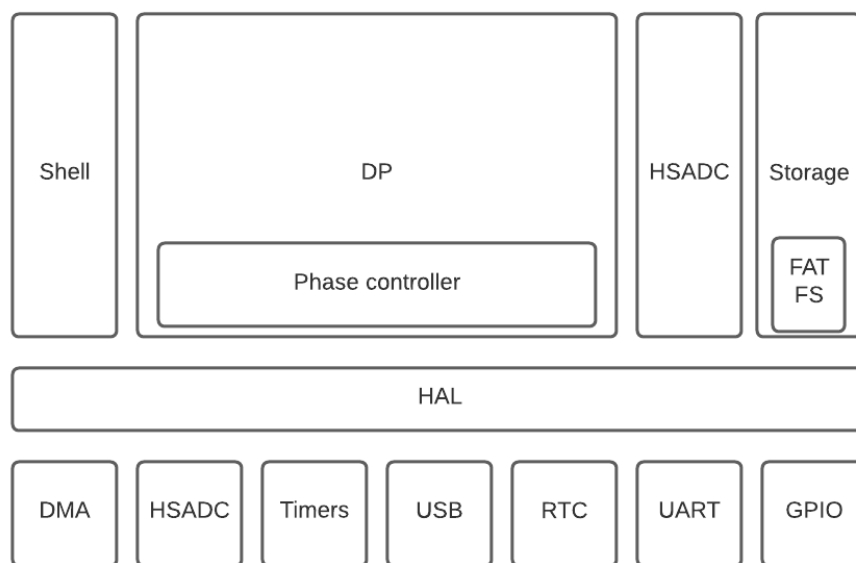 Shell
DP
HSADC
Storage
Phase controller
FAT
FS
HAL
DMA
HSADC
Timers
USB
RTC
UART
GPIO